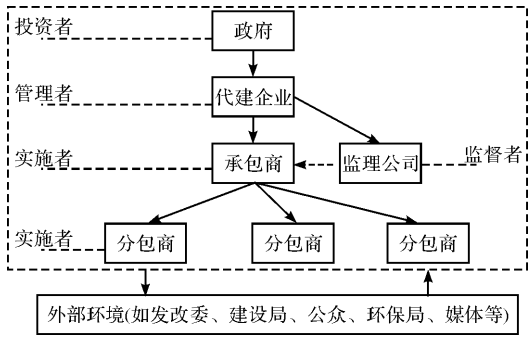 投资者
政府
管理者
代建企业
实施者
承包商
监理公司
监督者
实施者
分包商
分包商
分包商
外部环境(如发改委、建设局、公众、环保局、媒体等)